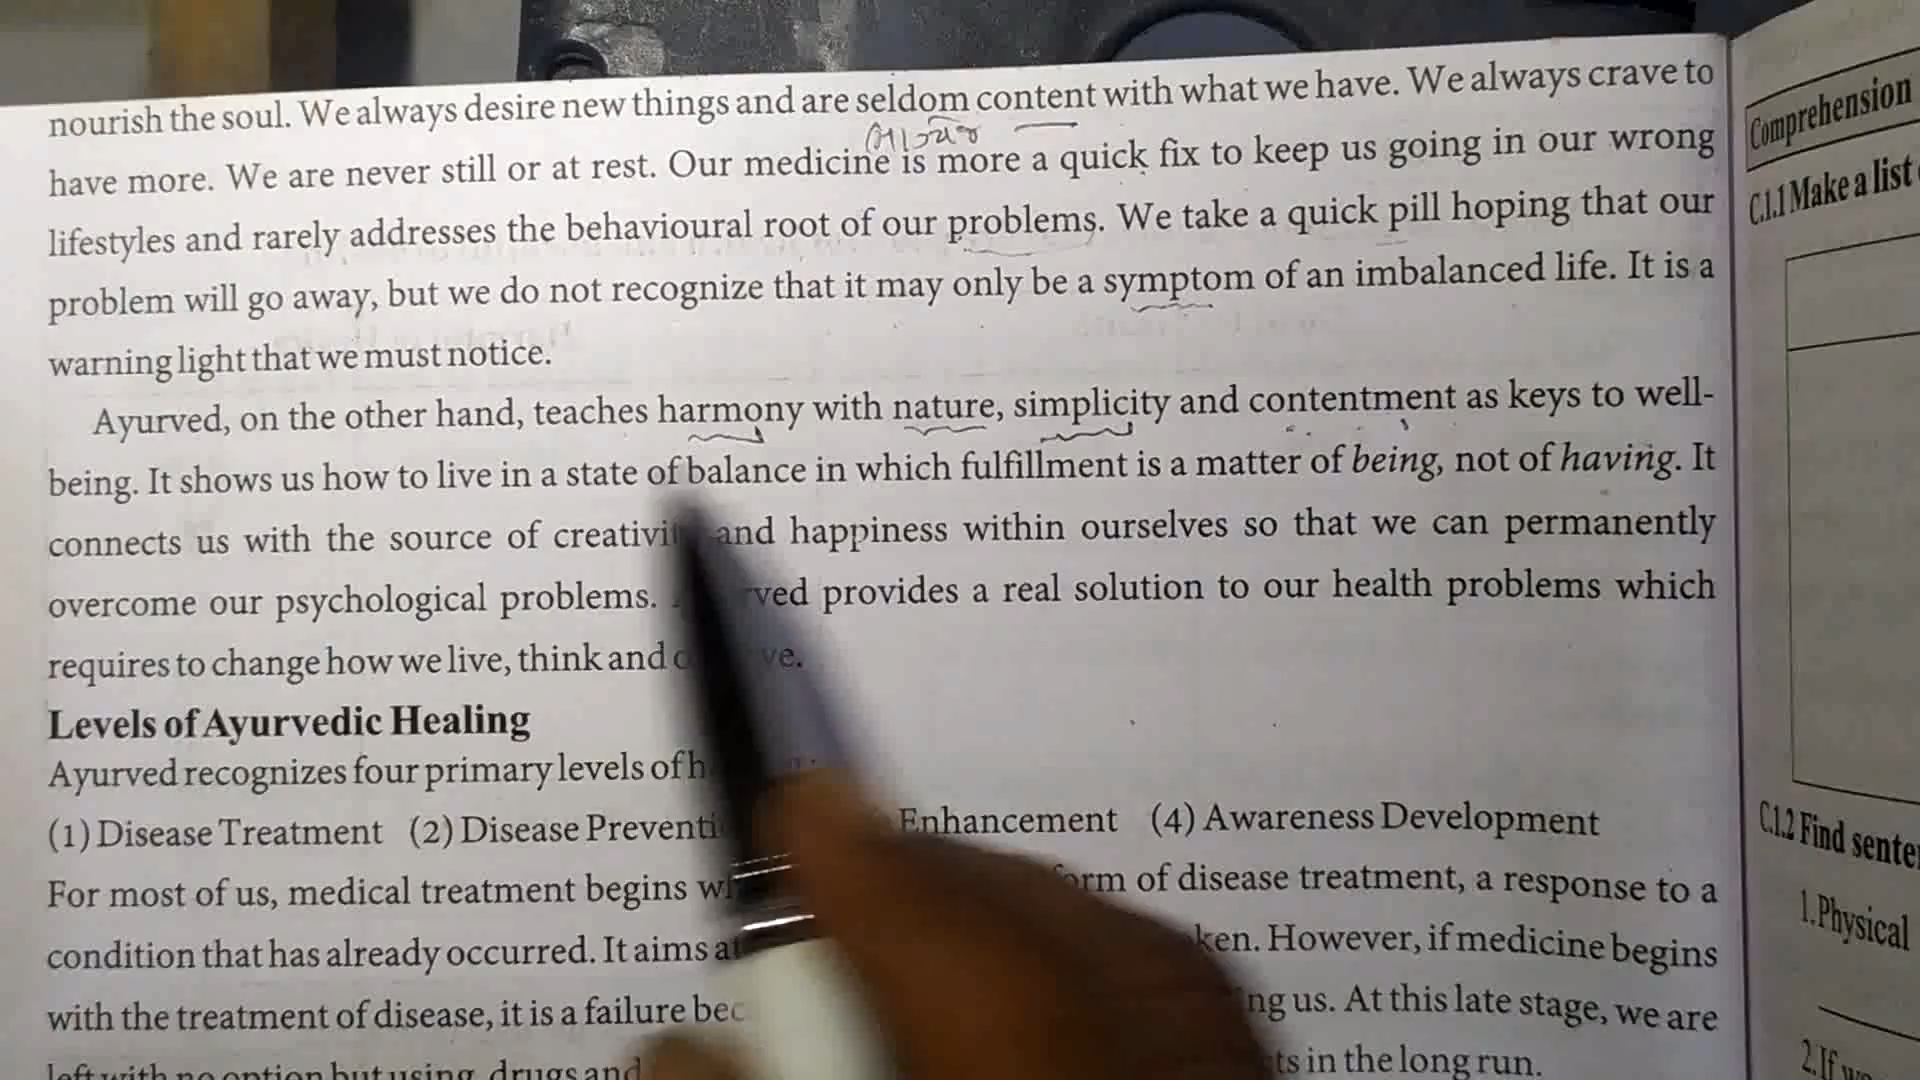 nourish the soul. We always desire new things and are seldom content with what we have. We always crave to
have more. We are never still or at rest. Our medicine is more a quick fix to keep us going in our wrong
lifestyles and rarely addresses the behavioural root of our problems. We take a quick pill hoping that our
problem will go away, but we do not recognize that it may only be a symptom of an imbalanced life. It is a
warning light that we must notice.
Ayurved, on the other hand, teaches harmony with nature, simplicity and contentment as keys to well-
being. It shows us how to live in a state of balance in which fulfillment is a matter of being, not of having. It
connects us with the source of and happiness within ourselves so that we can permanently
overcome our psychological problems. provides a real solution to our health problems which
requires to change how we live, think and
Levels of Ayurvedic Healing
Ayurved recognizes four primary levels of
(1) Disease Treatment (2) Disease Enhancement (4) Awareness Development
For most of us, medical treatment begins of disease treatment, a response to a
condition that has already occurred. It aims However, if medicine begins
with the treatment of disease, it is a failure us. At this late stage, we are
left with no option but using drugs and in the long run.
Comprehension
C.1.1 Make a list
C.1.2 Find
1. Physical
2. If